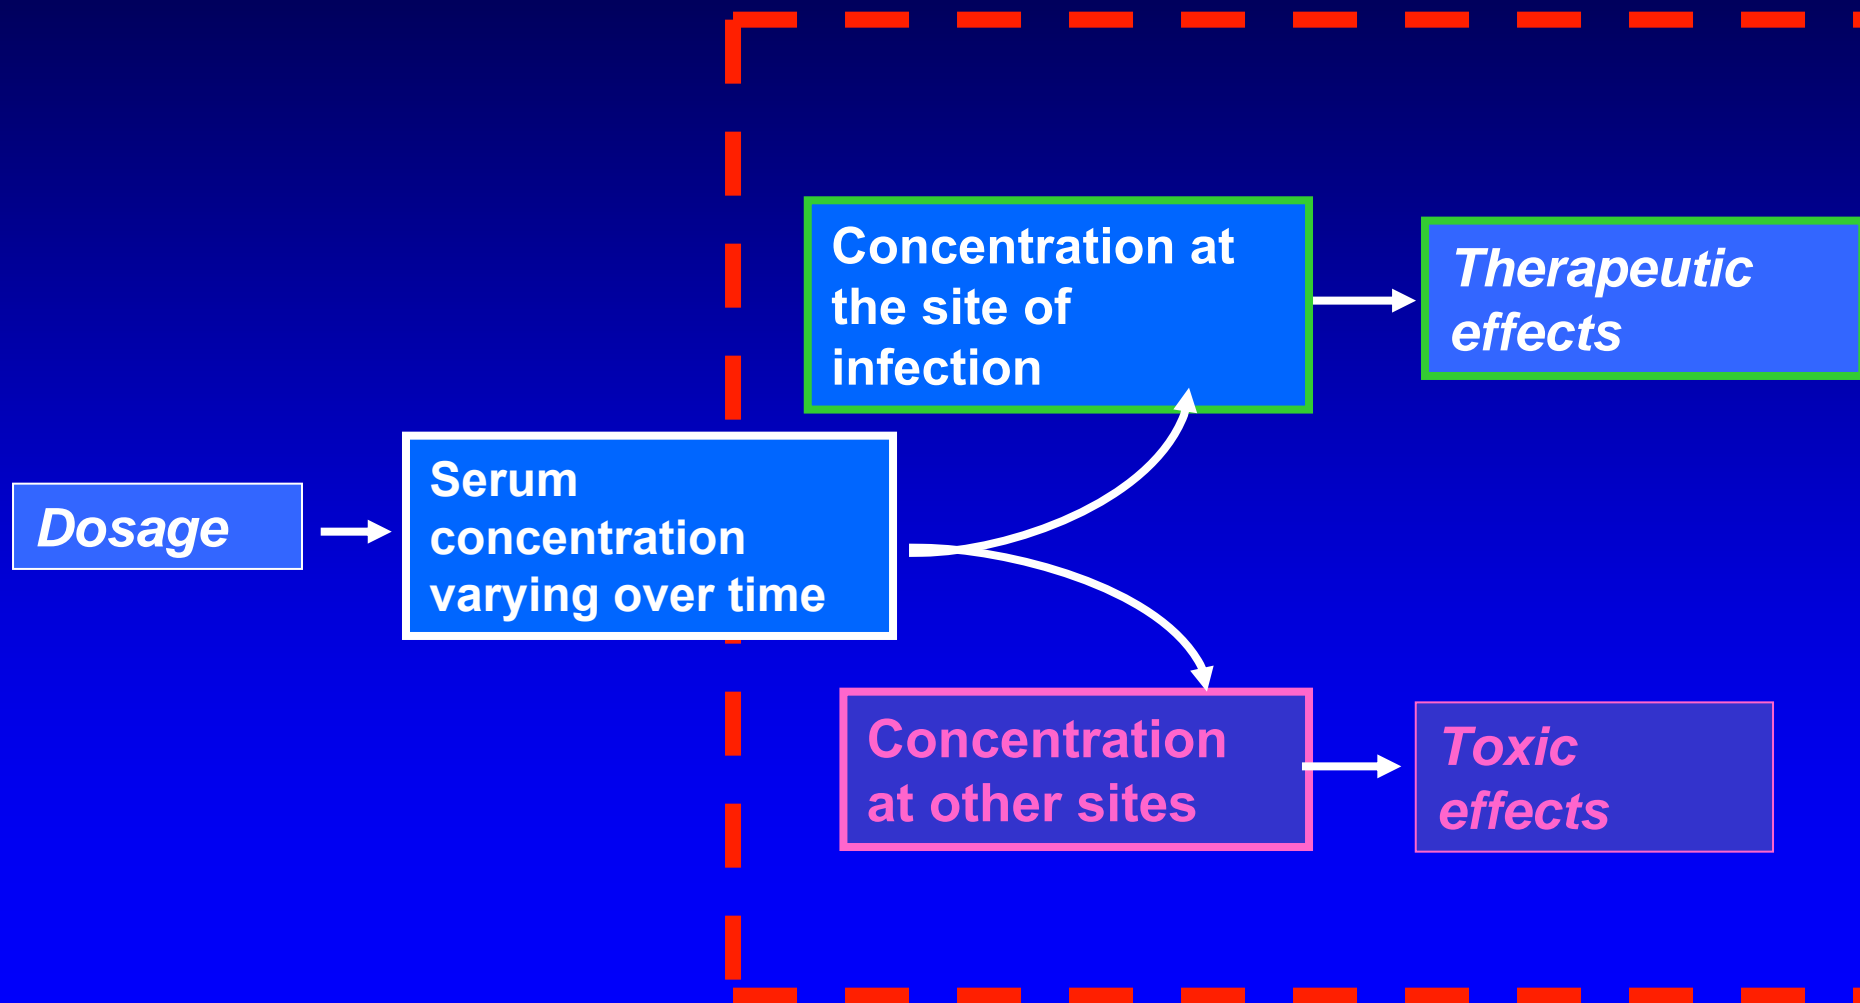 Concentration at
the site of
infection
Therapeutic
effects
Dosage
Serum
concentration
varying over time
Concentration
at other sites
Toxic
effects